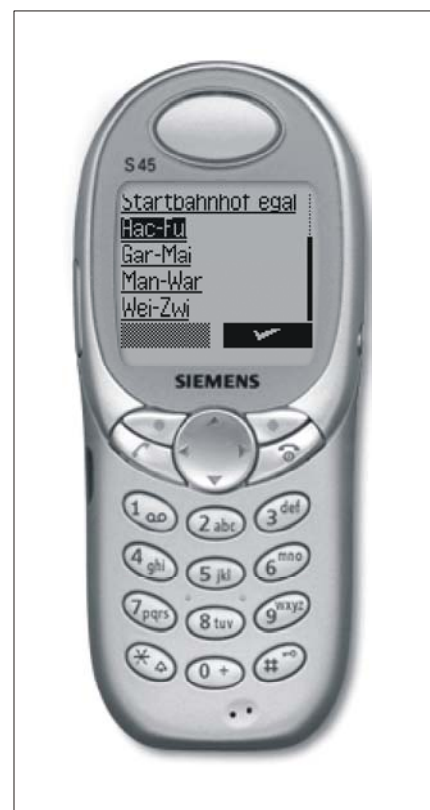 S45
Startbahnhof egal
Hac-Fu
Gar-Mai
Man-War
Wei-Zwi
SIEMENS
1
2 abc
3 def
4 ghi
5 jkl
6 mno
7 pqrs
8 tuv
9 wxyz
*
0 +
#